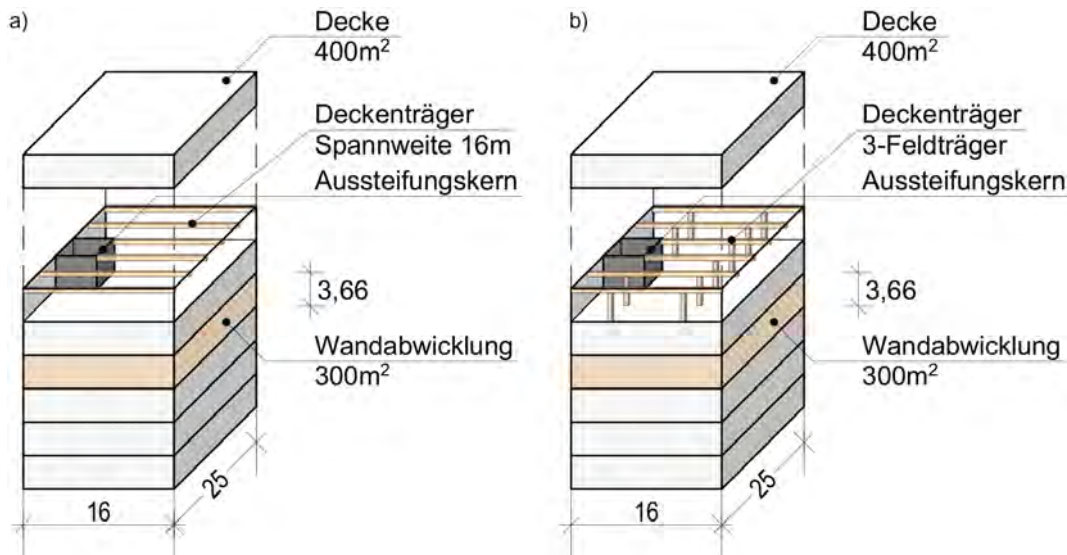 a)
Decke
400m²
Deckenträger
Spannweite 16m
Aussteifungskern
3,66
Wandabwicklung
300m²
25
16
b)
Decke
400m²
Deckenträger
3-Feldträger
Aussteifungskern
3,66
Wandabwicklung
300m²
25
16